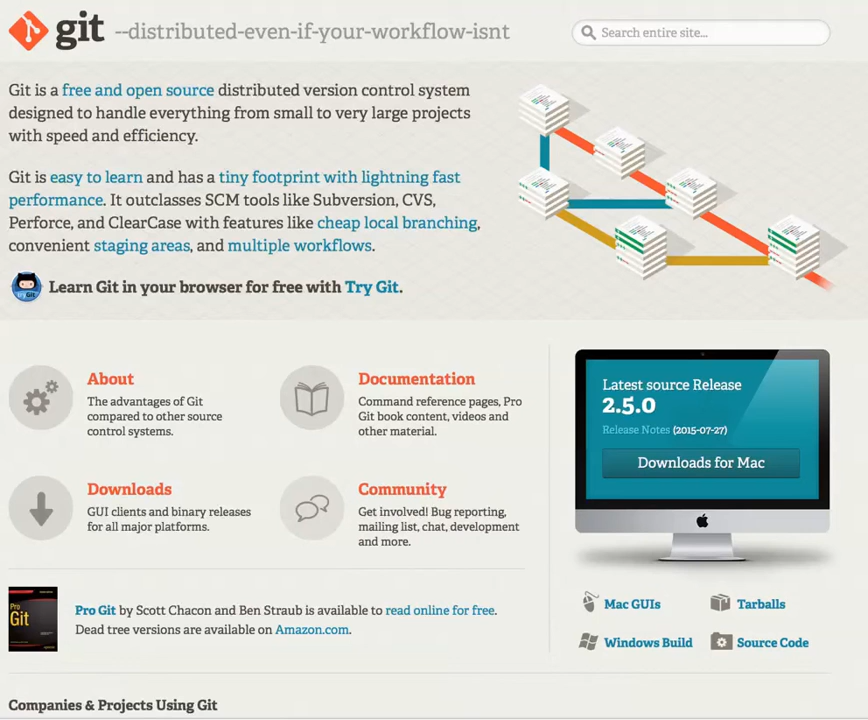 git --distributed-even-if-your-workflow-isnt
Search entire site...
Git is a free and open source distributed version control system
designed to handle everything from small to very large projects
with speed and efficiency.
Git is easy to learn and has a tiny footprint with lightning fast
performance. It outclasses SCM tools like Subversion, CVS,
Perforce, and ClearCase with features like cheap local branching,
convenient staging areas, and multiple workflows.
Learn Git in your browser for free with Try Git.
About
The advantages of Git
compared to other source
control systems.
Documentation
Command reference pages, Pro
Git book content, videos and
other material.
Downloads
GUI clients and binary releases
for all major platforms.
Community
Get involved! Bug reporting,
mailing list, chat, development
and more.
Pro
Git
Pro Git by Scott Chacon and Ben Straub is available to read online for free.
Dead tree versions are available on Amazon.com.
Latest source Release
2.5.0
Release Notes (2015-07-27)
Downloads for Mac
Mac GUIs
Tarballs
Windows Build
Source Code
Companies & Projects Using Git